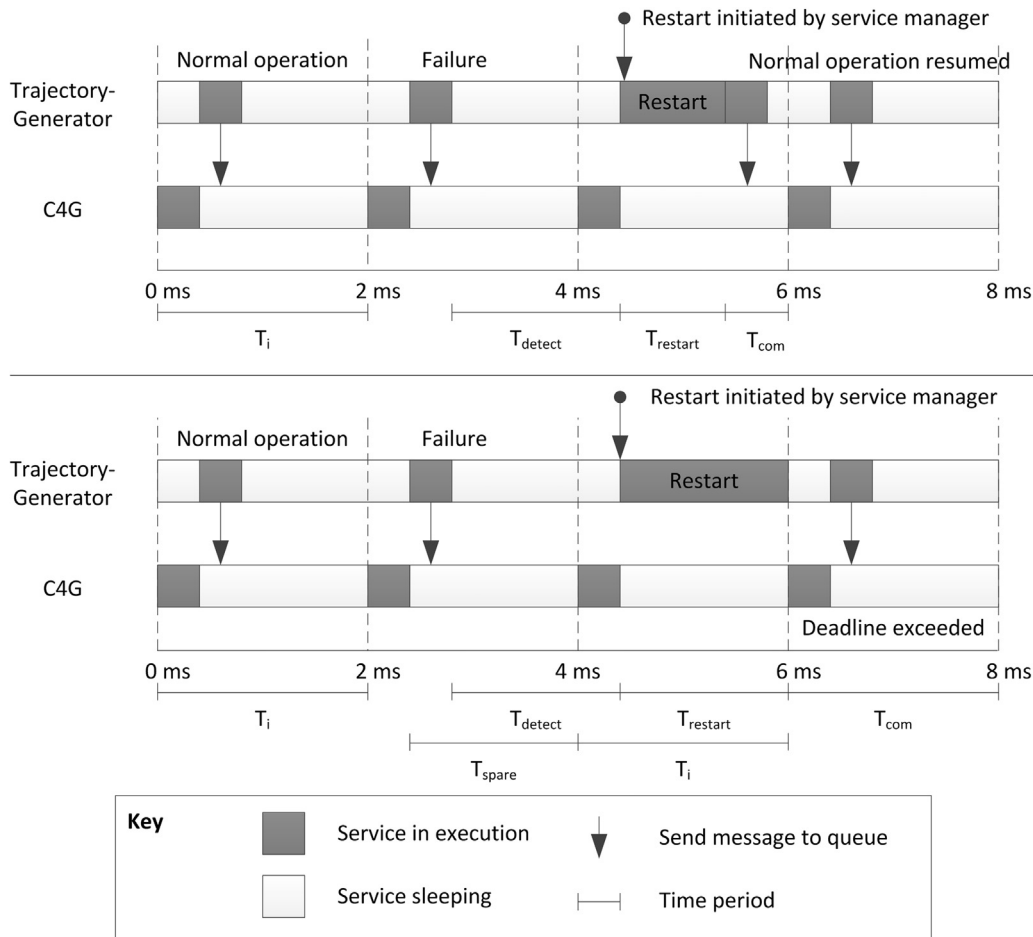 Restart initiated by service manager
Normal operation
Failure
Normal operation resumed
Trajectory-
Generator
Restart
C4G
0 ms
2 ms
4 ms
6 ms
8 ms
Ti
Tdetect
Trestart
Tcom
Restart initiated by service manager
Normal operation
Failure
Trajectory-
Generator
Restart
C4G
Deadline exceeded
0 ms
2 ms
4 ms
6 ms
8 ms
Ti
Tdetect
Trestart
Tcom
Tspare
Ti
Key
Service in execution
Send message to queue
Service sleeping
Time period